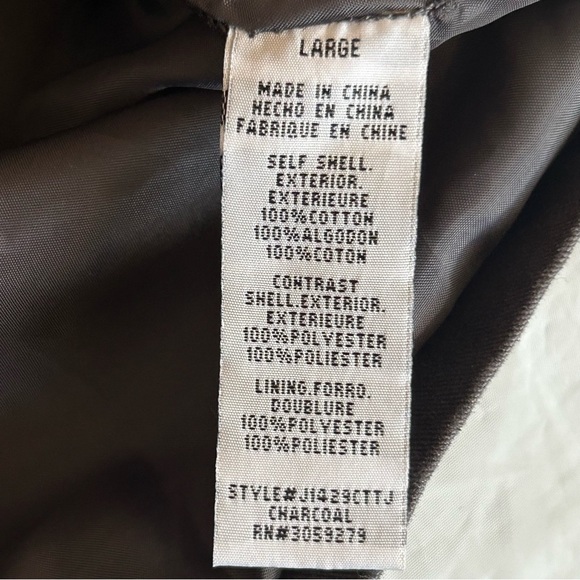 LARGE
MADE IN CHINA
HECHO EN CHINA
FABRIQUE EN CHINE
SELF SHELL.
EXTERIOR.
EXTERIEURE
100%COTTON
100%ALGODON
100%COTON
CONTRAST
SHELL.EXTERIOR.
EXTERIEURE
100%POLYESTER
100%POLIESTER
LINING.FORRO.
DOUBLURE
100%POLYESTER
100%POLIESTER
STYLE#J1429CTTJ
CHARCOAL
RN#3059279